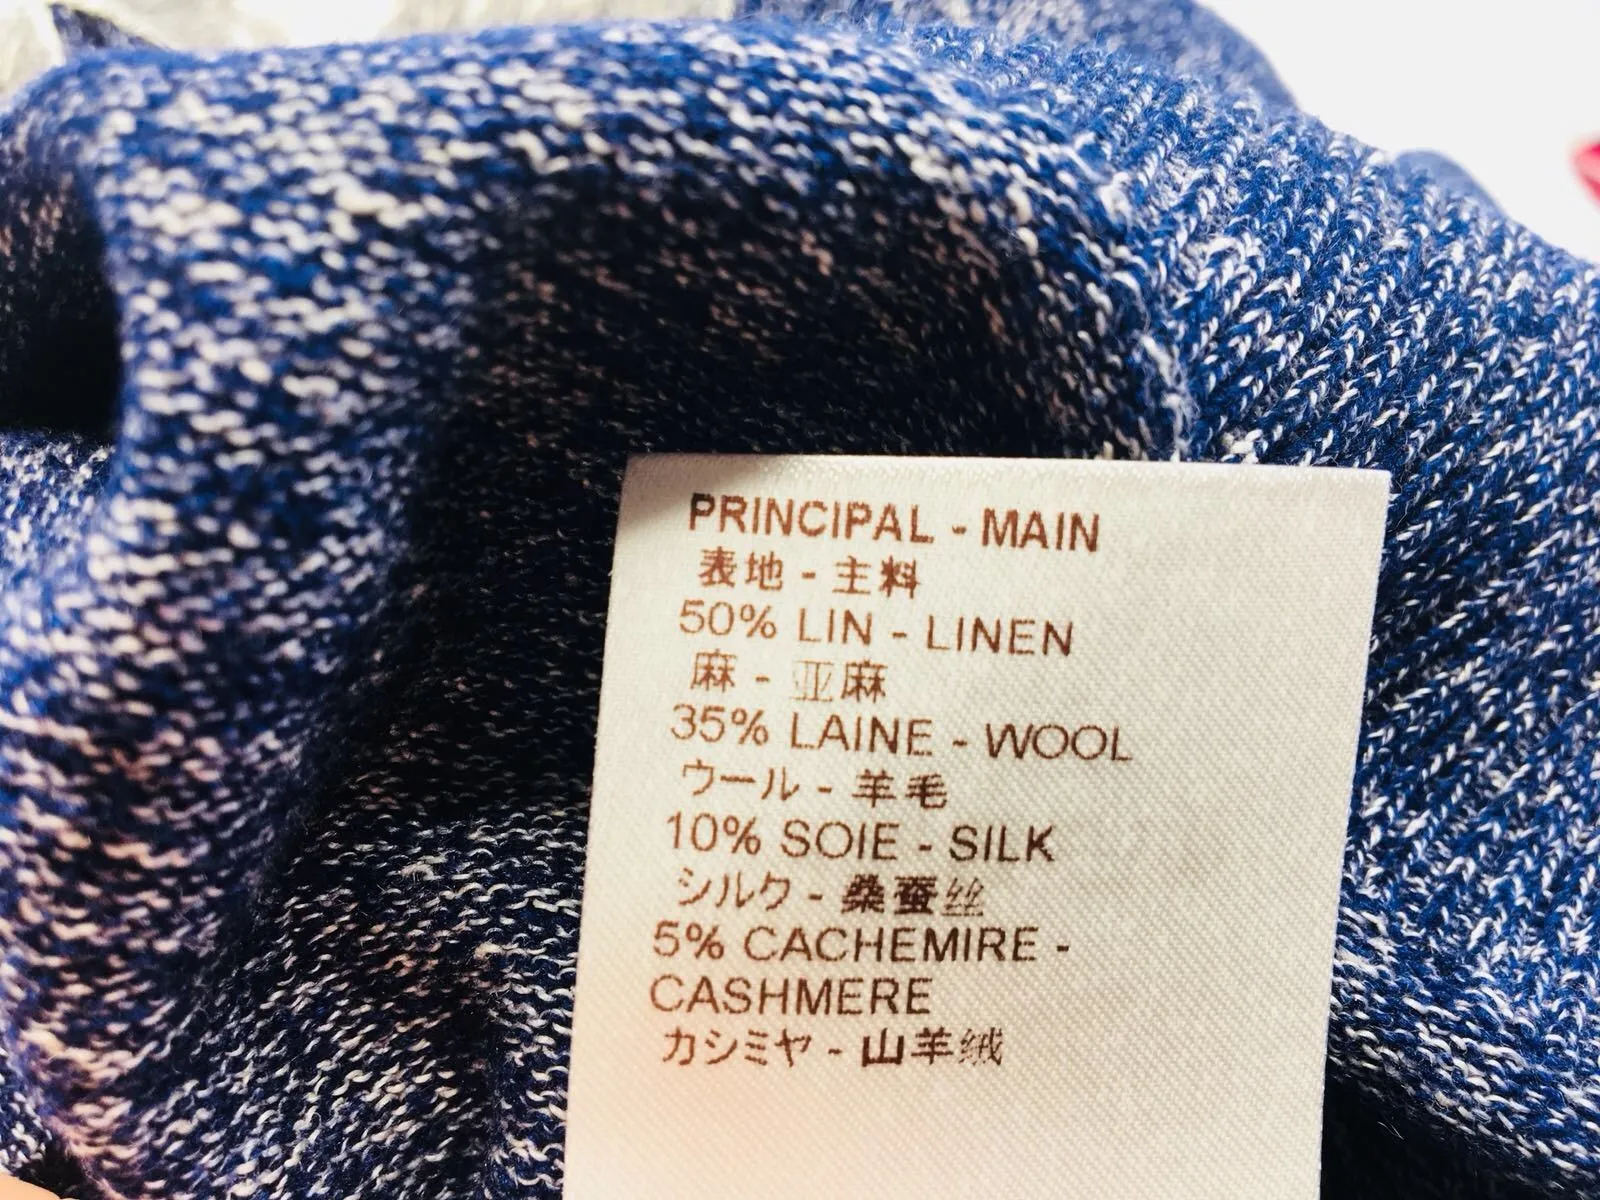 PRINCIPAL - MAIN
表地 - 主料
50% LIN - LINEN
麻 - 亚麻
35% LAINE - WOOL
ウール - 羊毛
10% SOIE - SILK
シルク - 桑蚕丝
5% CACHEMIRE -
CASHMERE
カシミヤ - 山羊绒